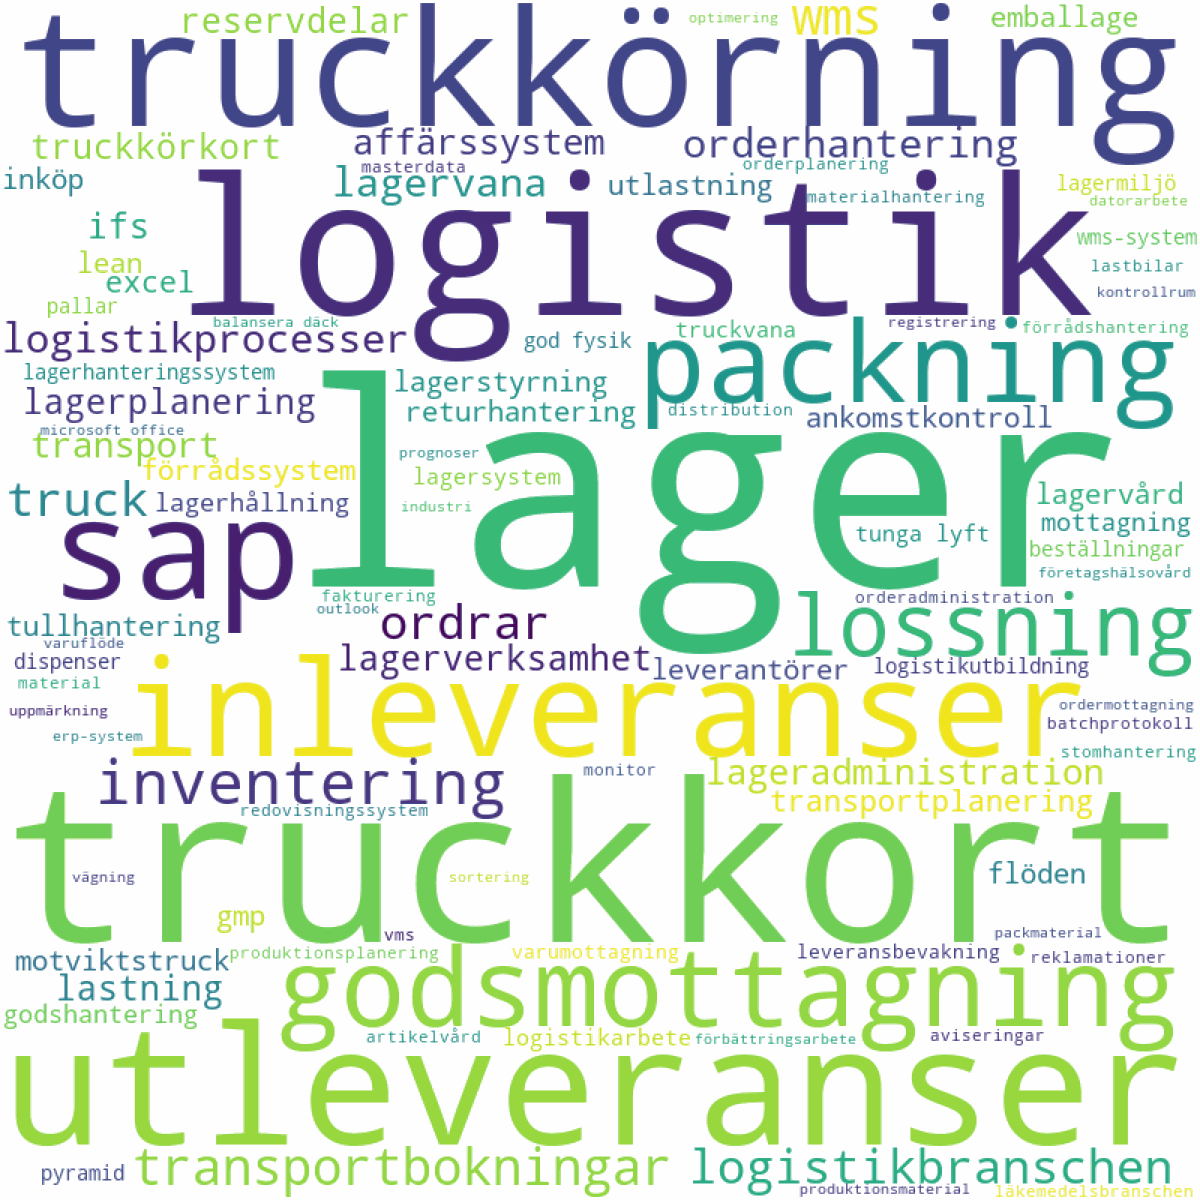 reservdelar
optimering
wms
emballage
truckkörning
truckkörkort
affärssystem
orderhantering
masterdata
orderplanering
inköp
lagervana
utlastning
materialhantering
lagermiljö
datorarbete
logistik
ifs
wms-system
lean
excel
lastbilar
pallar
kontrollrum
balansera däck
registrering
förrådshantering
logistikprocesser
god fysik
truckvana
packning
lagerhanteringssystem
lagerstyrning
lagerplanering
returhantering
distribution
ankomstkontroll
microsoft office
transport
prognoser
förrådssystem
lagersystem
lager
truck
lagerhållning
industri
lagervård
mottagning
sap
tunga lyft
beställningar
företagshälsovård
fakturering
outlook
orderadministration
tullhantering
ordrar
lossning
varuflöde
dispenser
lagerverksamhet
leverantörer
logistikutbildning
material
inleveranser
uppmärkning
ordermottagning
batchprotokoll
erp-system
stomhantering
inventering
monitor
lageradministration
redovisningssystem
transportplanering
truckkort
vägning
sortering
flöden
gmp
vms
packmaterial
motviktstruck
produktionsplanering
varumottagning
leveransbevakning
reklamationer
lastning
godsmottagning
godshantering
artikelvård
logistikarbete
förbättringsarbete
aviseringar
utleveranser
pyramid
transportbokningar
logistikbranschen
produktionsmaterial
läkemedelsbranschen